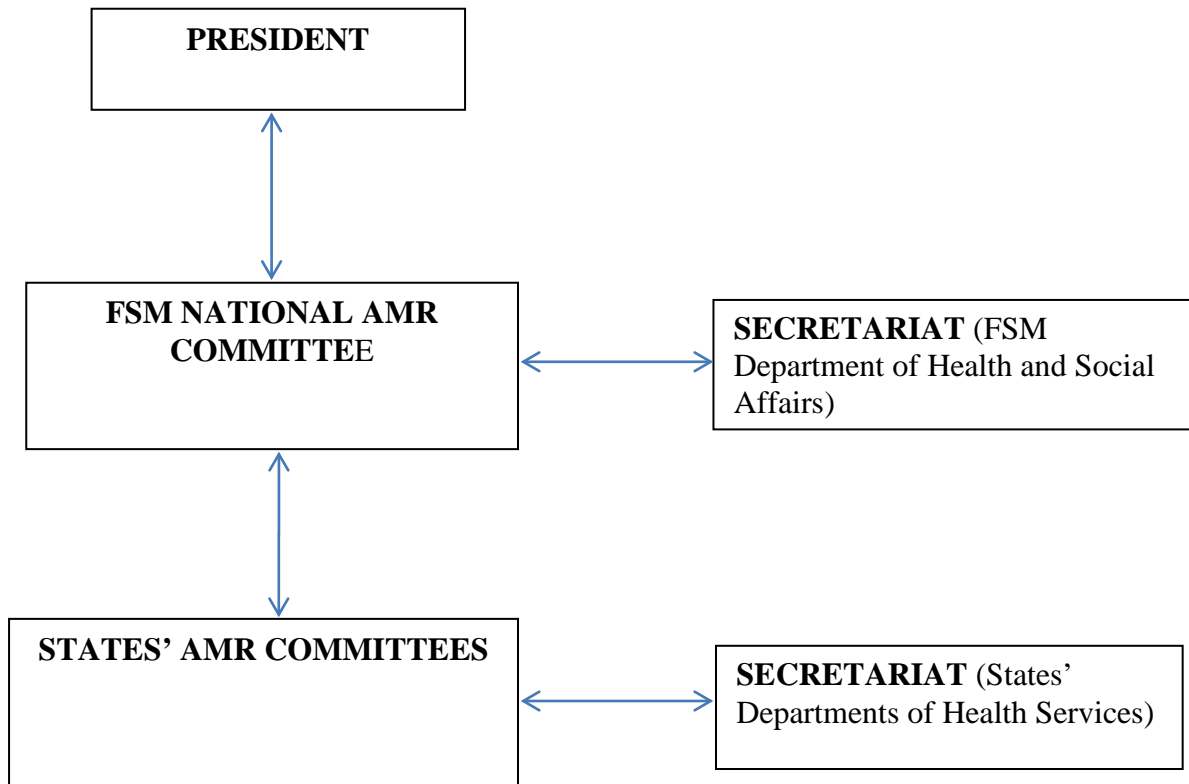 PRESIDENT
FSM NATIONAL AMR
COMMITTEE
SECRETARIAT (FSM
Department of Health and Social
Affairs)
STATES’ AMR COMMITTEES
SECRETARIAT (States’
Departments of Health Services)